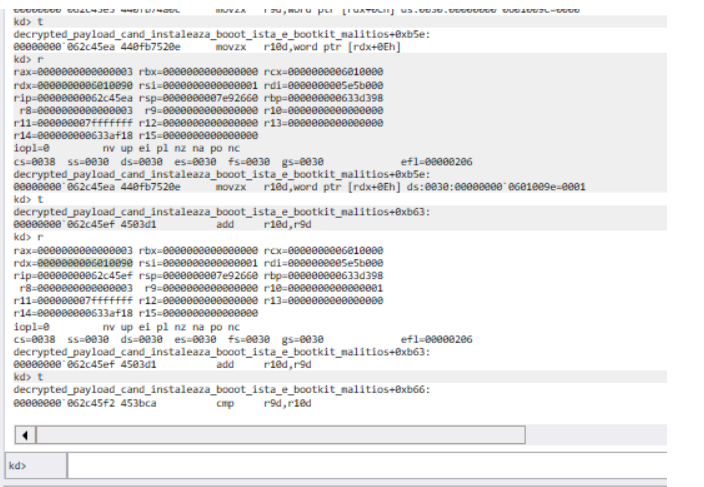 kd> t
decrypted_payload_cand_instaleaza_booot_ista_e_bootkit_malitios+0xb5e:
00000000`062c45ea 440fb7520e movzx r10d,word ptr [rdx+0Eh]
kd> r
rax=0000000000000003 rbx=0000000000000000 rcx=0000000006010000
rdx=0000000006010090 rsi=0000000000000001 rdi=0000000005e5b000
rip=00000000062c45ea rsp=0000000007e92660 rbp=000000000633d398
r8=0000000000000003 r9=0000000000000000 r10=0000000000000000
r11=000000007fffffff r12=0000000000000000 r13=0000000000000000
r14=000000000633af18 r15=0000000000000000
iopl=0 nv up ei pl nz na po nc
cs=0038 ss=0030 ds=0030 es=0030 fs=0030 gs=0030 efl=00000206
decrypted_payload_cand_instaleaza_booot_ista_e_bootkit_malitios+0xb5e:
00000000`062c45ea 440fb7520e movzx r10d,word ptr [rdx+0Eh] ds:0030:00000000`0601009e=0001
kd> t
decrypted_payload_cand_instaleaza_booot_ista_e_bootkit_malitios+0xb63:
00000000`062c45ef 4503d1 add r10d,r9d
kd> r
rax=0000000000000003 rbx=0000000000000000 rcx=0000000006010000
rdx=0000000006010090 rsi=0000000000000001 rdi=0000000005e5b000
rip=00000000062c45ef rsp=0000000007e92660 rbp=000000000633d398
r8=0000000000000003 r9=0000000000000000 r10=0000000000000001
r11=000000007fffffff r12=0000000000000000 r13=0000000000000000
r14=000000000633af18 r15=0000000000000000
iopl=0 nv up ei pl nz na po nc
cs=0038 ss=0030 ds=0030 es=0030 fs=0030 gs=0030 efl=00000206
decrypted_payload_cand_instaleaza_booot_ista_e_bootkit_malitios+0xb63:
00000000`062c45ef 4503d1 add r10d,r9d
kd> t
decrypted_payload_cand_instaleaza_booot_ista_e_bootkit_malitios+0xb66:
00000000`062c45f2 453bca cmp r9d,r10d
kd>